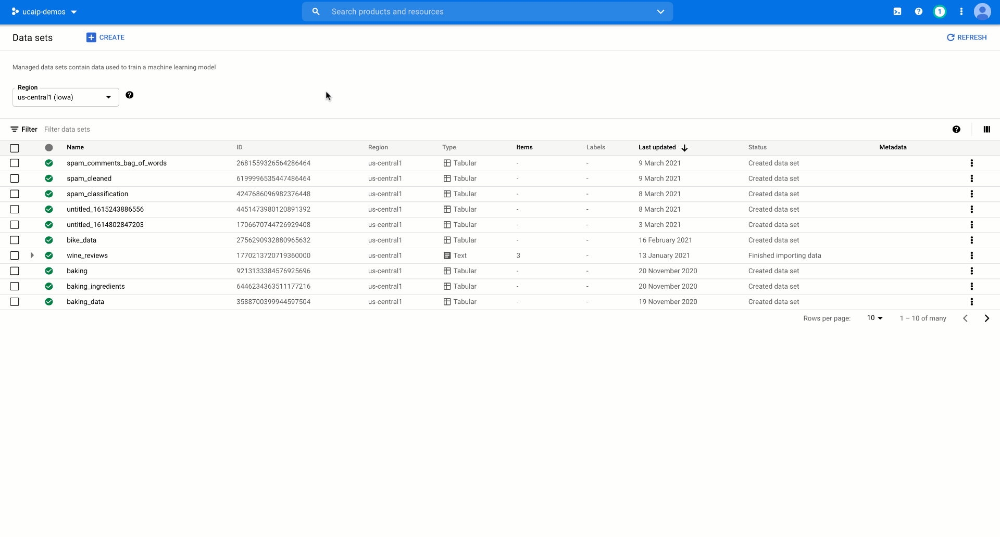 ucaip-demos
Search products and resources
1
Data sets
CREATE
REFRESH
Managed data sets contain data used to train a machine learning model
Region
us-central1 (Iowa)
Filter Filter data sets
Name ID Region Type Items Labels Last updated Status Metadata
spam_comments_bag_of_words 2681559326564286464 us-central1 Tabular - - 9 March 2021 Created data set
spam_cleaned 6199996535447486464 us-central1 Tabular - - 9 March 2021 Created data set
spam_classification 4247686096982376448 us-central1 Tabular - - 8 March 2021 Created data set
untitled_1615243886556 4451473980120891392 us-central1 Tabular - - 8 March 2021 Created data set
untitled_1614802847203 1706670744726929408 us-central1 Tabular - - 3 March 2021 Created data set
bike_data 2756290932880965632 us-central1 Tabular - - 16 February 2021 Created data set
wine_reviews 1770213720719360000 us-central1 Text 3 - 13 January 2021 Finished importing data
baking 9213133384576925696 us-central1 Tabular - - 20 November 2020 Created data set
baking_ingredients 6446234363511177216 us-central1 Tabular - - 20 November 2020 Created data set
baking_data 3588700399944597504 us-central1 Tabular - - 19 November 2020 Created data set
Rows per page: 10 1 – 10 of many